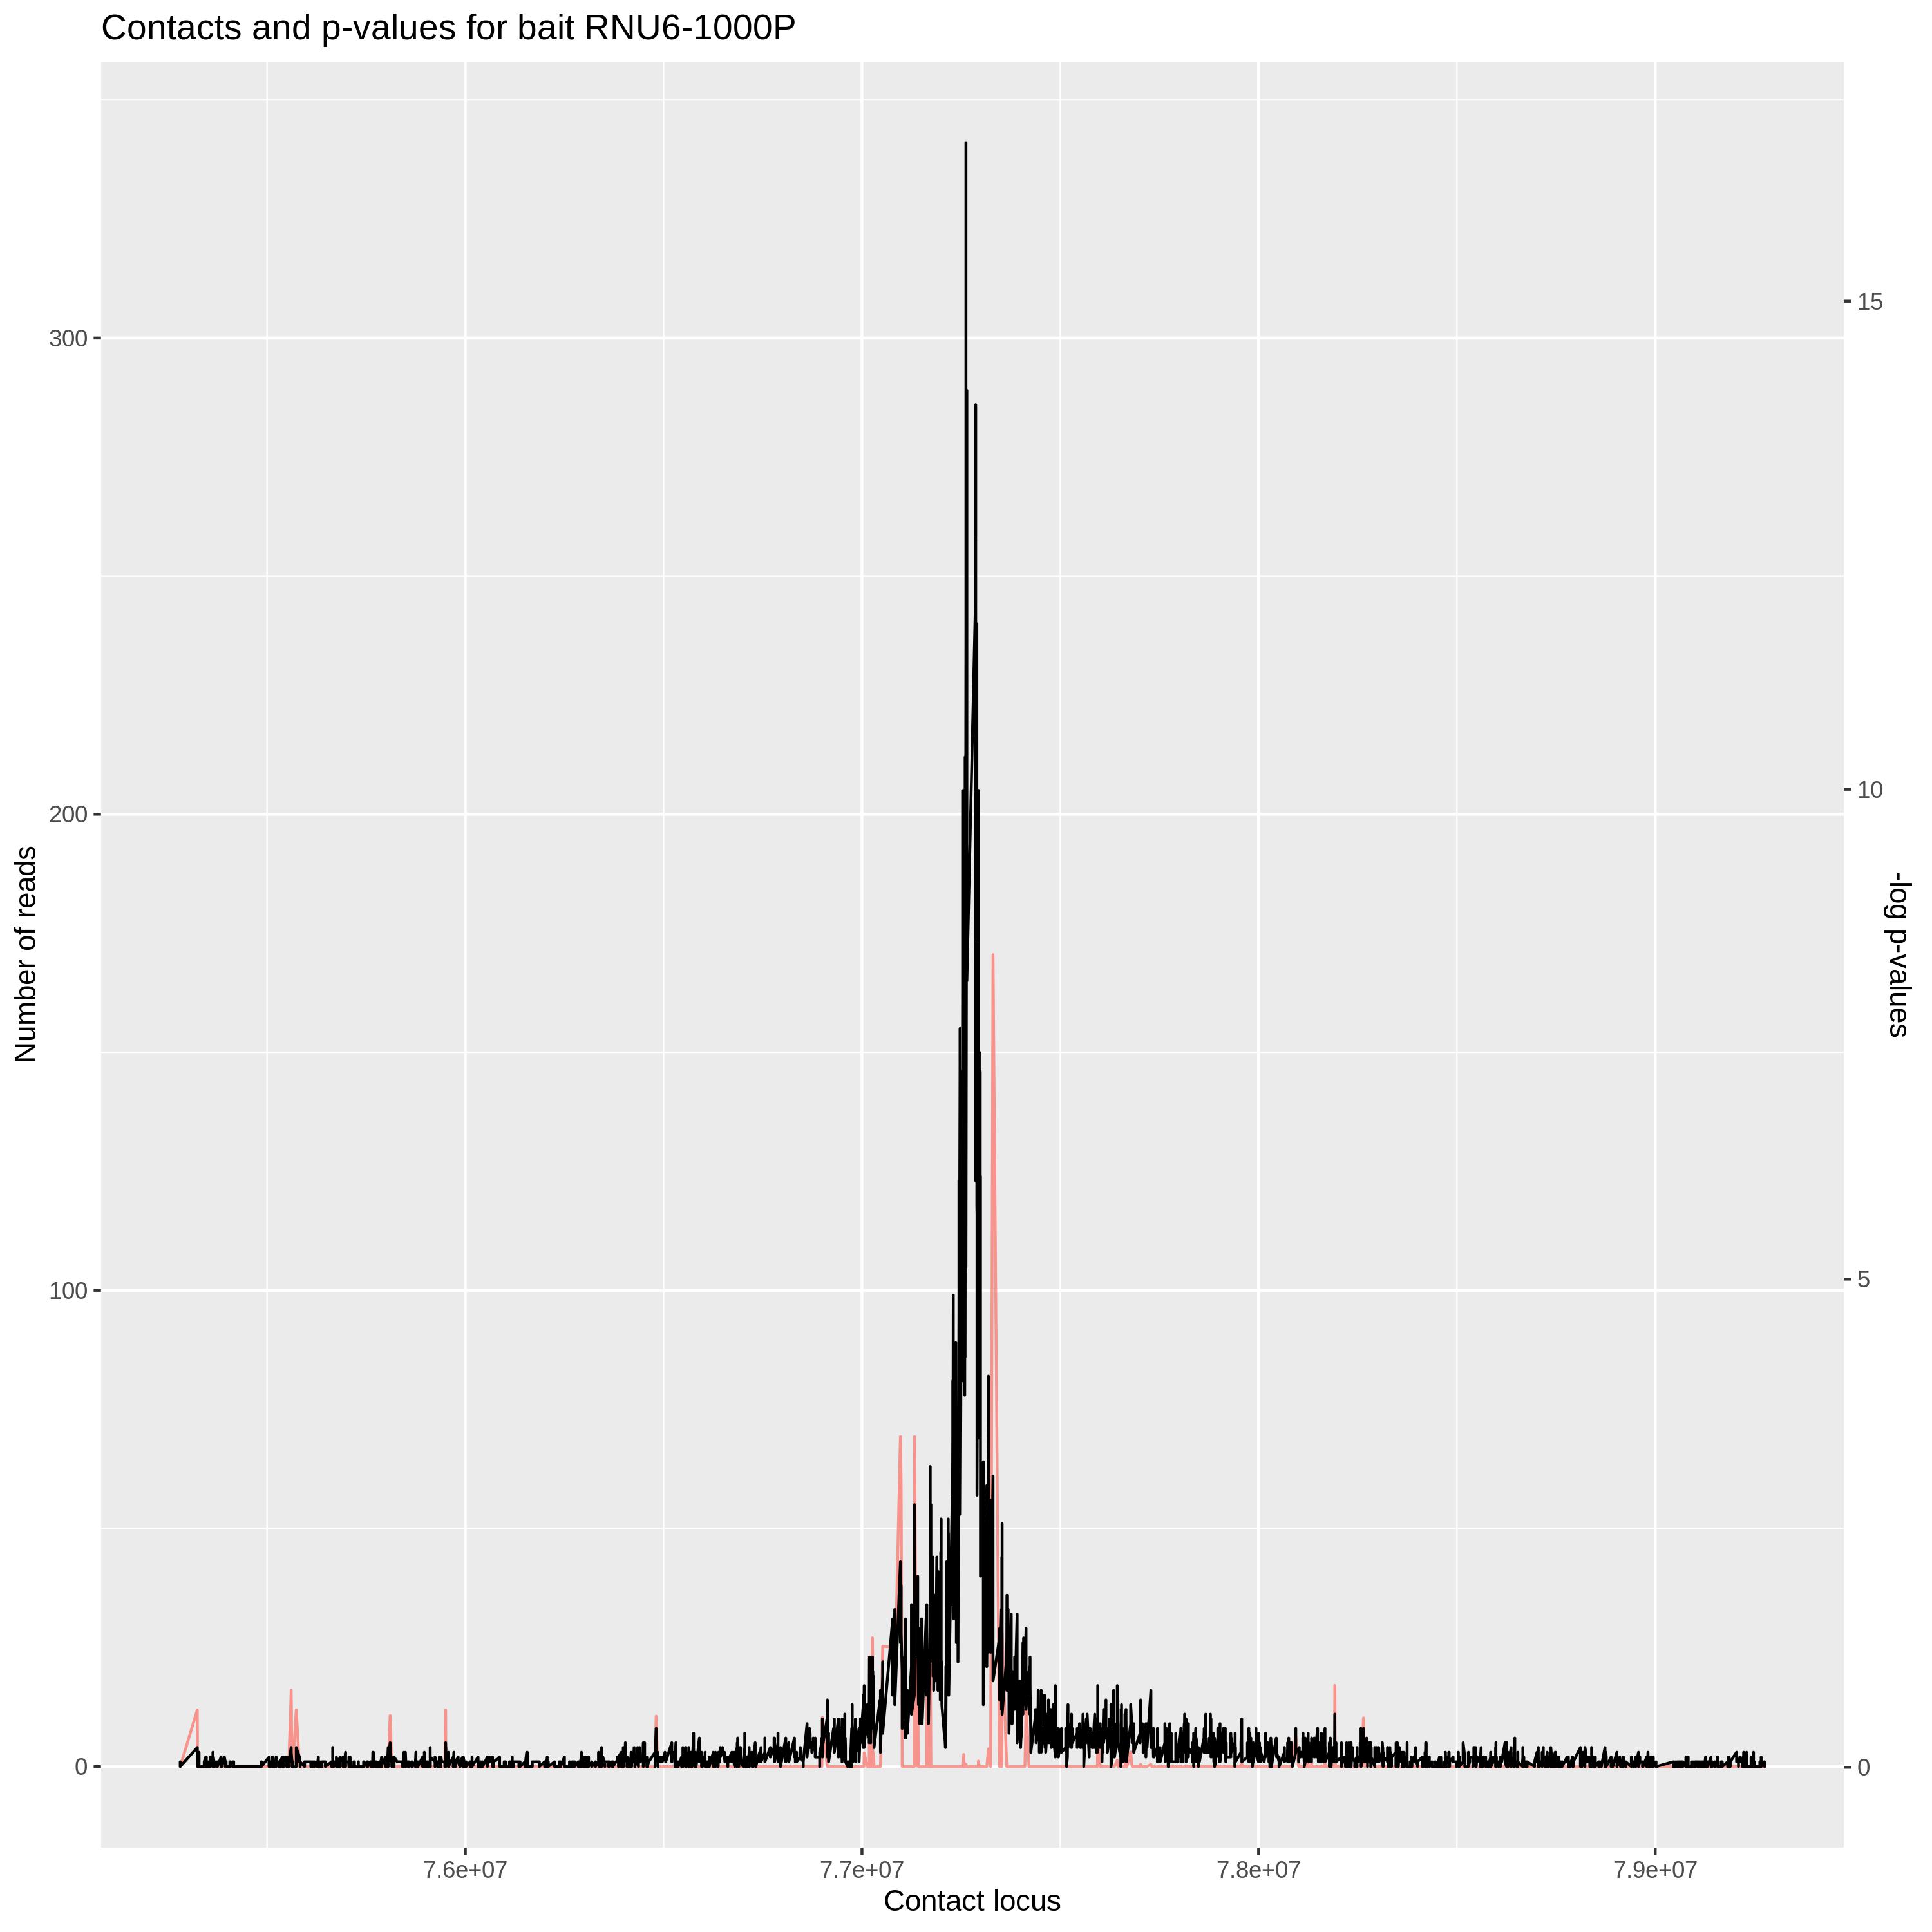 Contacts and p-values for bait RNU6-1000P
300
200
100
0
Number of reads
15
10
5
0
-log p-values
7.6e+07
7.7e+07
7.8e+07
7.9e+07
Contact locus